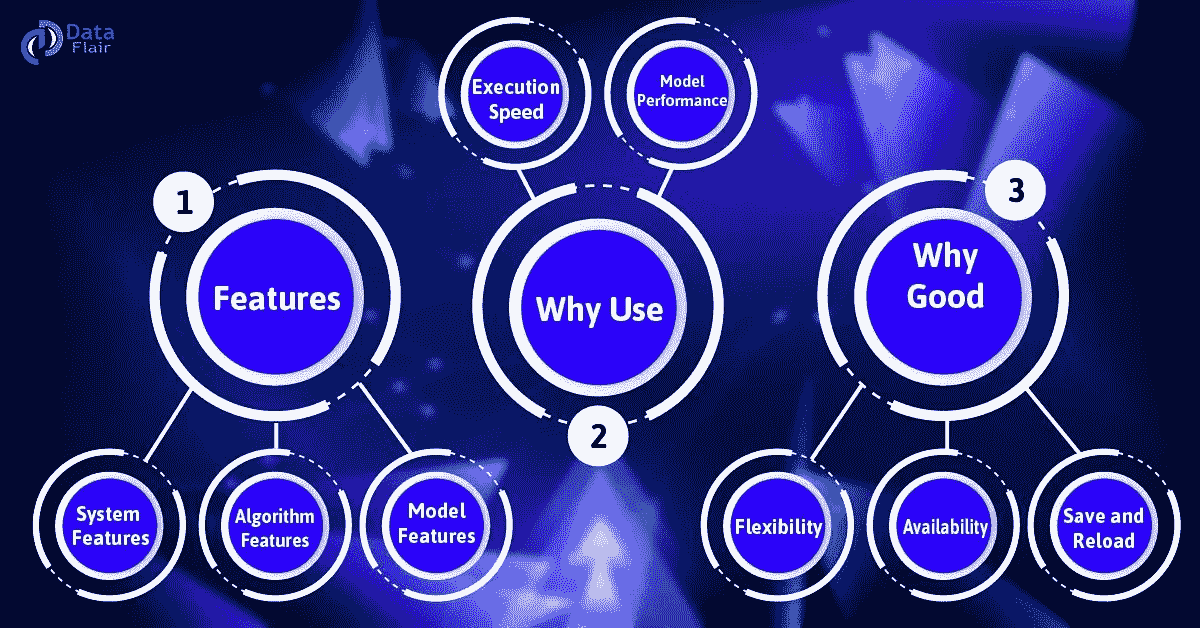 Data
Flair
Execution
Speed
Model
Performance
1
Features
System
Features
Algorithm
Features
Model
Features
Why Use
2
3
Why
Good
Flexibility
Availability
Save and
Reload